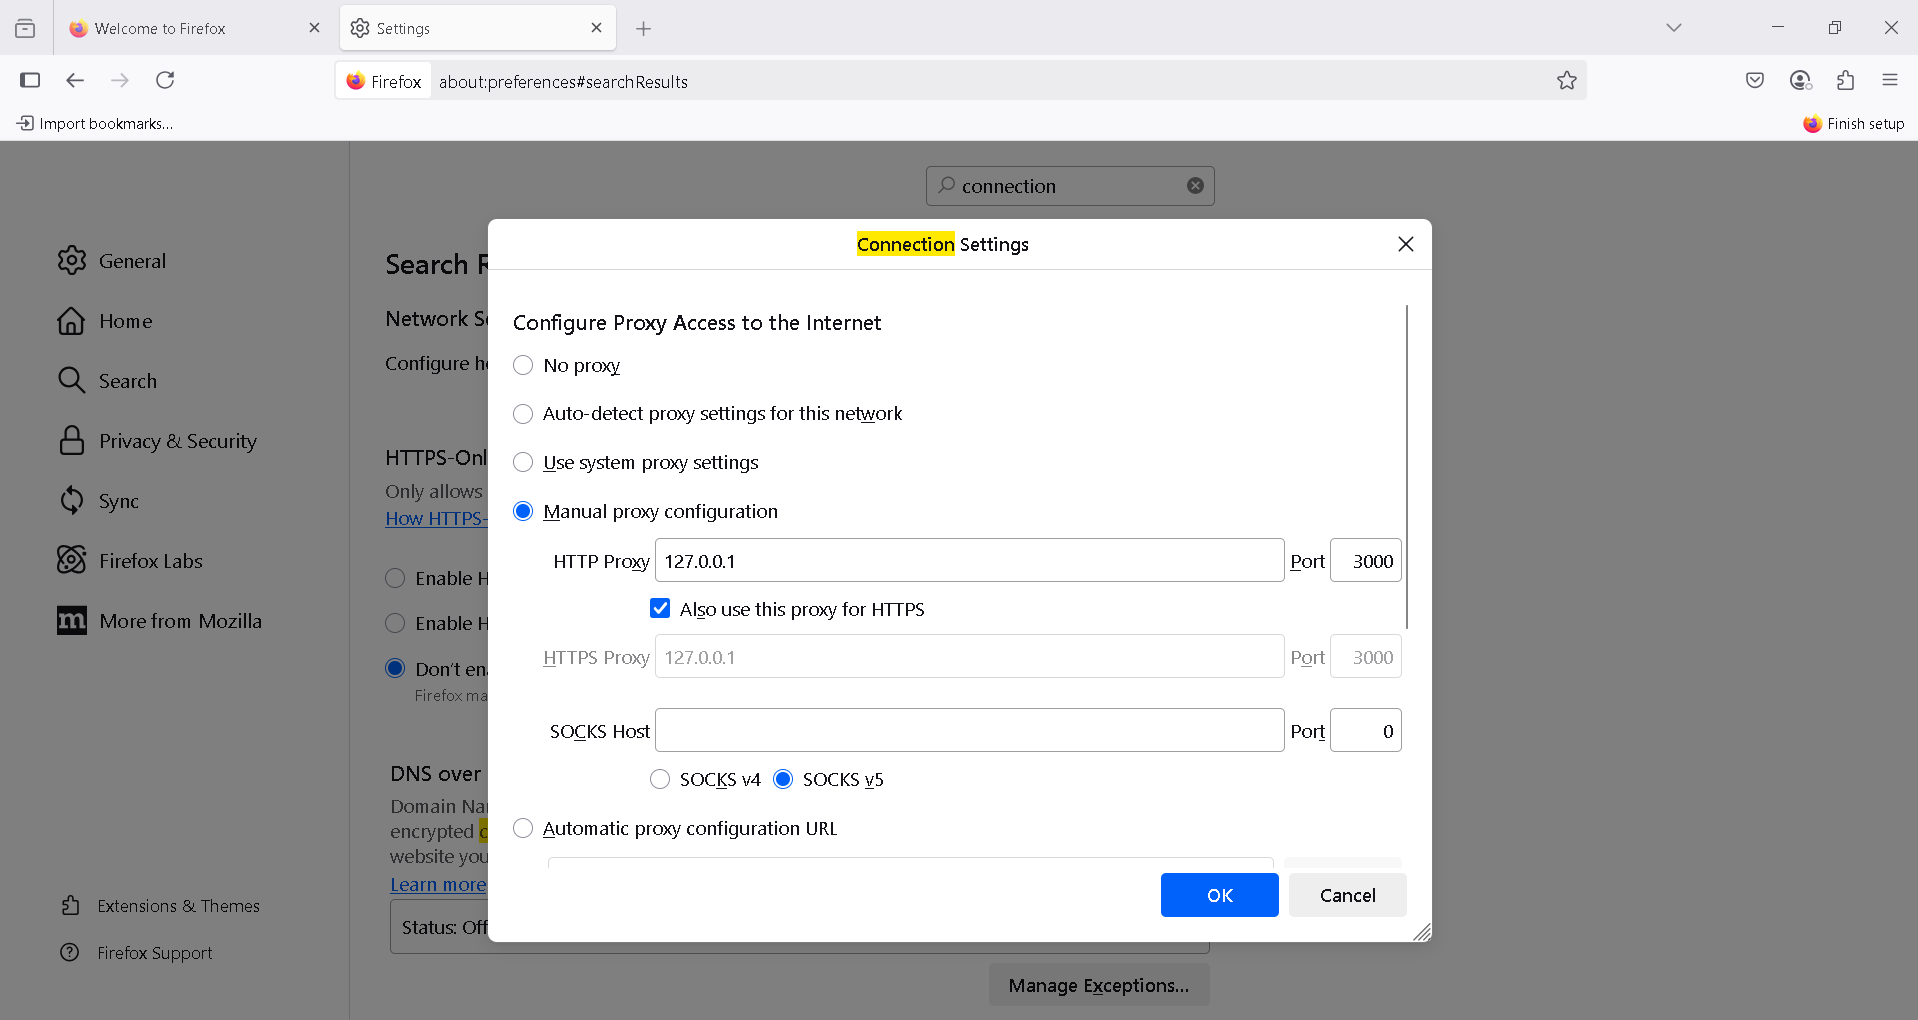 Welcome to Firefox
Settings
Firefox
about:preferences#searchResults
Import bookmarks...
Finish setup
connection
General
Home
Search
Privacy & Security
Sync
Firefox Labs
More from Mozilla
Extensions & Themes
Firefox Support
Search R
Network Se
Configure h
HTTPS-Onl
Only allows
How HTTPS-
Enable H
Enable H
Don't ena
Firefox ma
DNS over
Domain Na
encrypted c
website you
Learn more
Status: Off
Manage Exceptions...
Connection Settings
Configure Proxy Access to the Internet
No proxy
Auto-detect proxy settings for this network
Use system proxy settings
Manual proxy configuration
HTTP Proxy 127.0.0.1 Port 3000
Also use this proxy for HTTPS
HTTPS Proxy 127.0.0.1 Port 3000
SOCKS Host Port 0
SOCKS v4 SOCKS v5
Automatic proxy configuration URL
OK Cancel